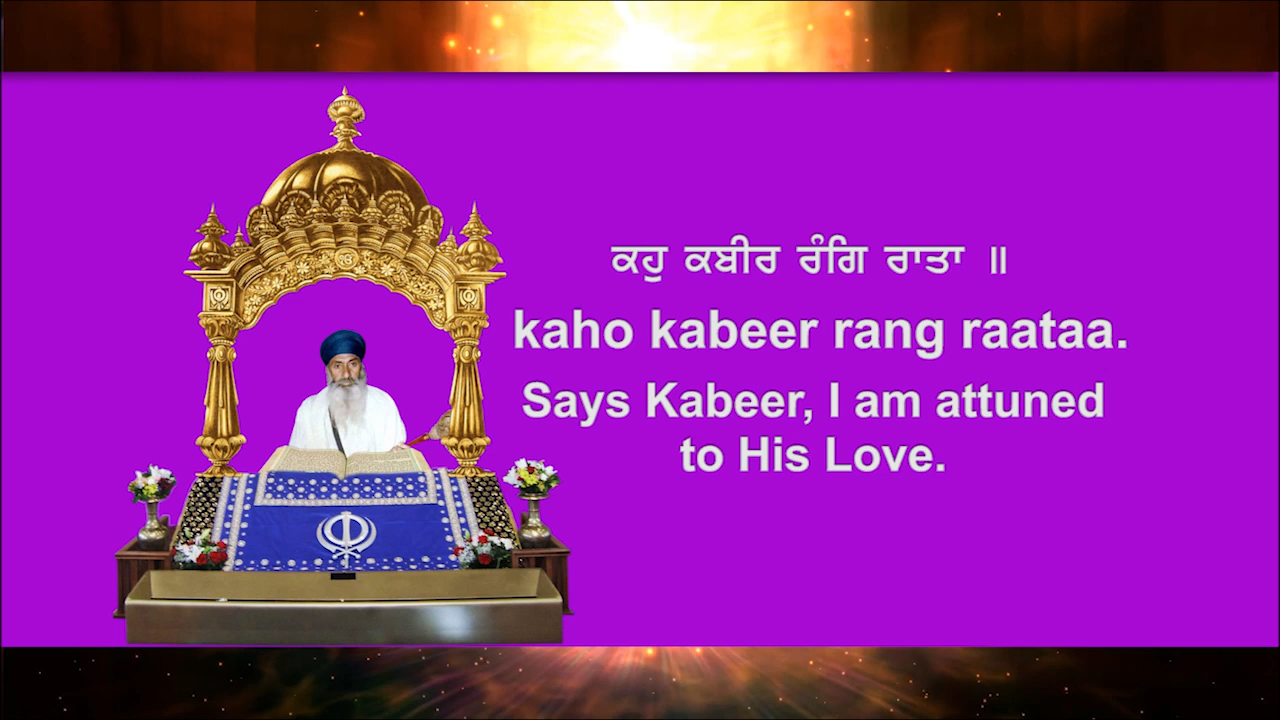 ਕਹੁ ਕਬੀਰ ਰੰਗਿ ਰਾਤਾ ॥
kaho kabeer rang raataa.
Says Kabeer, I am attuned
to His Love.